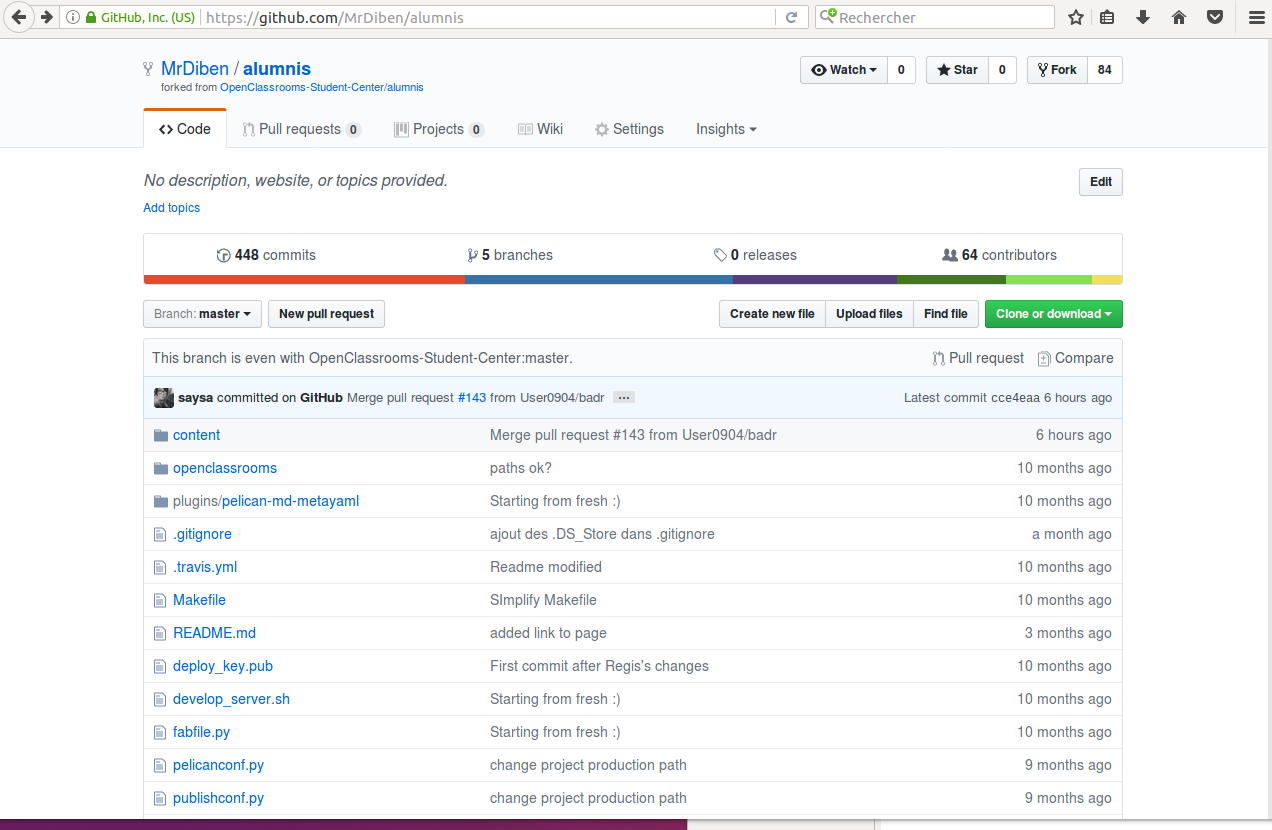 GitHub, Inc. (US) https://github.com/MrDiben/alumnis Rechercher
MrDiben / alumnis Watch 0 Star 0 Fork 84
forked from OpenClassrooms-Student-Center/alumnis
Code Pull requests 0 Projects 0 Wiki Settings Insights
No description, website, or topics provided. Edit
Add topics
448 commits 5 branches 0 releases 64 contributors
Branch: master New pull request Create new file Upload files Find file Clone or download
This branch is even with OpenClassrooms-Student-Center:master. Pull request Compare
saysa committed on GitHub Merge pull request #143 from User0904/badr ... Latest commit cce4eaa 6 hours ago
content Merge pull request #143 from User0904/badr 6 hours ago
openclassrooms paths ok? 10 months ago
plugins/pelican-md-metayaml Starting from fresh :) 10 months ago
.gitignore ajout des .DS_Store dans .gitignore a month ago
.travis.yml Readme modified 10 months ago
Makefile SImplify Makefile 10 months ago
README.md added link to page 3 months ago
deploy_key.pub First commit after Regis's changes 10 months ago
develop_server.sh Starting from fresh :) 10 months ago
fabfile.py Starting from fresh :) 10 months ago
pelicanconf.py change project production path 9 months ago
publishconf.py change project production path 9 months ago